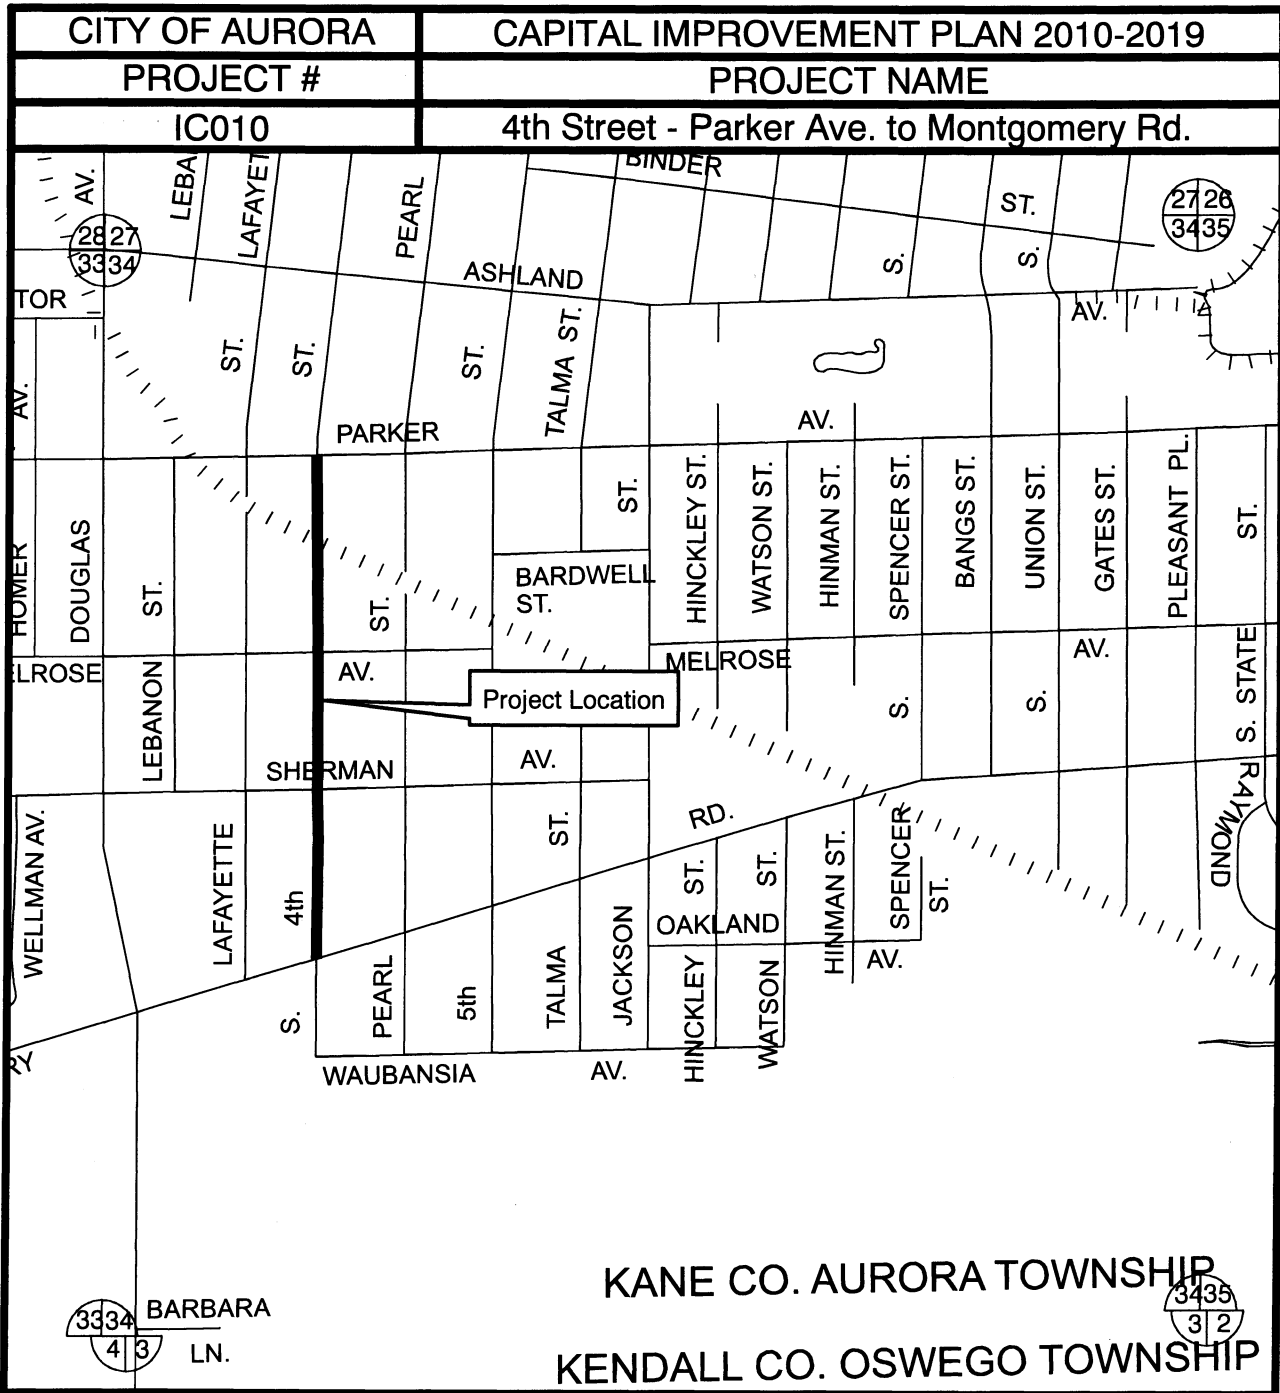 CITY OF AURORA
CAPITAL IMPROVEMENT PLAN 2010-2019
PROJECT #
PROJECT NAME
IC010
4th Street - Parker Ave. to Montgomery Rd.
BINDER
ST.
AV.
LEBA
LAFAYET
PEARL
27 26
34 35
28 27
33 34
S.
S.
ASHLAND
AV.
TOR
ST.
ST.
ST.
TALMA ST.
AV.
PARKER
AV.
HOMER
DOUGLAS
ST.
ST.
ST.
BARDWELL
ST.
HINCKLEY ST.
WATSON ST.
HINMAN ST.
SPENCER ST.
BANGS ST.
UNION ST.
GATES ST.
PLEASANT PL.
ST.
ELROSE
AV.
MELROSE
AV.
LEBANON
Project Location
S.
S.
S. STATE
SHERMAN
AV.
RAYMOND
WELLMAN AV.
LAFAYETTE
4th
ST.
RD.
ST.
ST.
HINMAN ST.
SPENCER
ST.
OAKLAND
AV.
S.
PEARL
5th
TALMA
JACKSON
HINCKLEY
WATSON
RY
WAUBANSIA
AV.
KANE CO. AURORA TOWNSHIP
34 35
3 2
33 34
4 3
BARBARA
LN.
KENDALL CO. OSWEGO TOWNSHIP